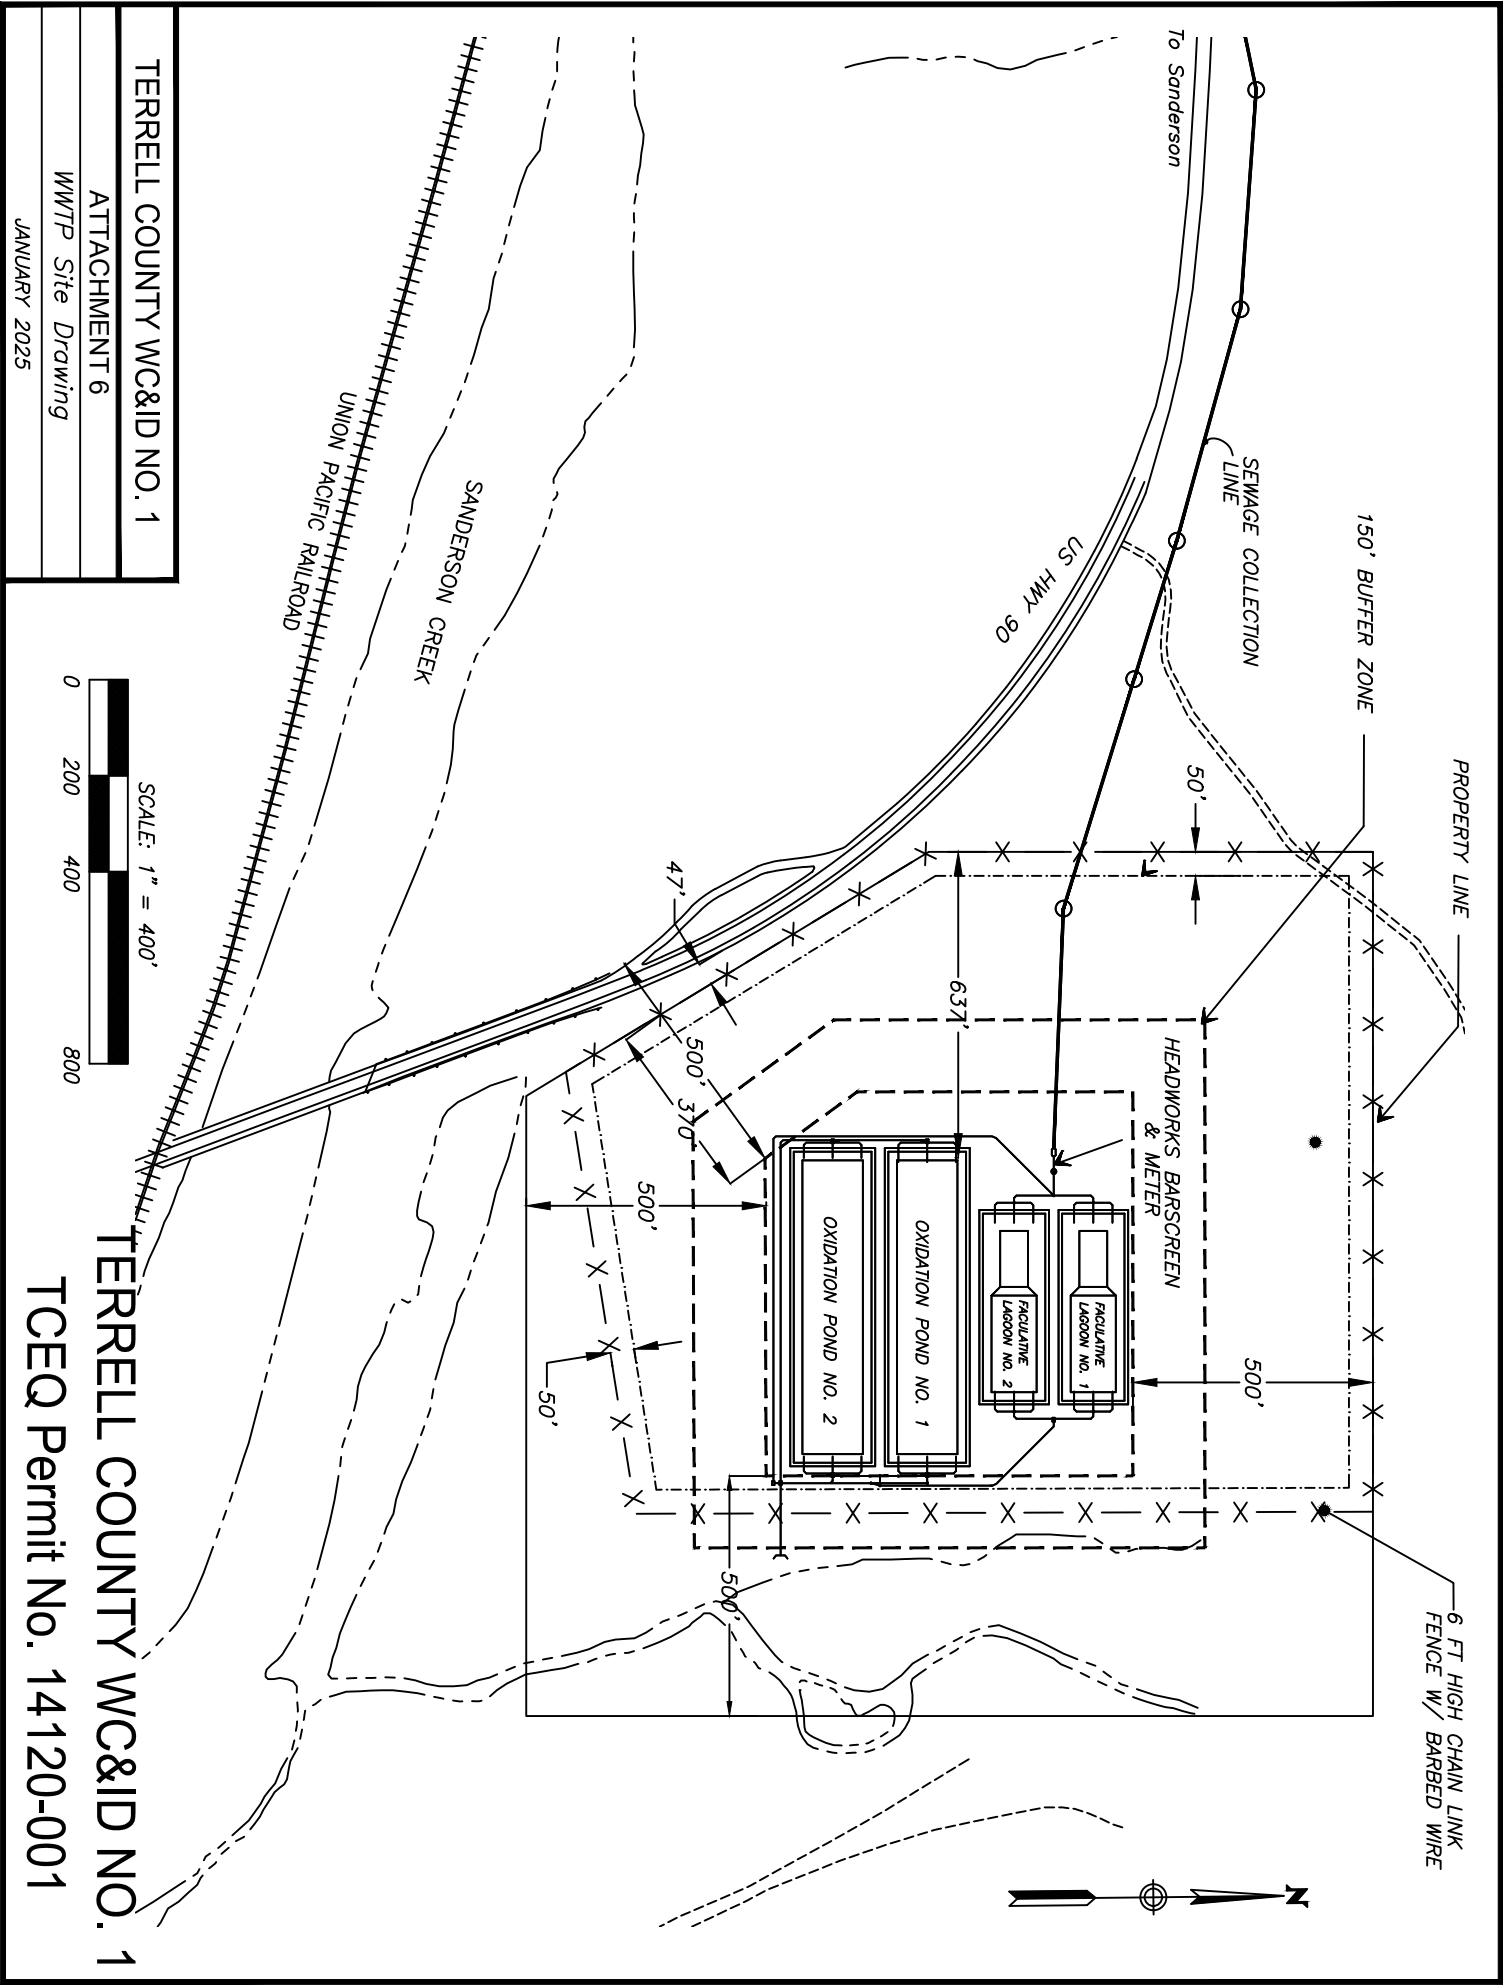 To Sanderson
SEWAGE COLLECTION
LINE
150' BUFFER ZONE
PROPERTY LINE
6 FT HIGH CHAIN LINK
FENCE W/ BARBED WIRE
N
US HWY 90
50'
637'
HEADWORKS BARSCREEN
& METER
500'
FACULATIVE
LAGOON NO. 1
FACULATIVE
LAGOON NO. 2
OXIDATION POND NO. 1
OXIDATION POND NO. 2
47'
500'
370'
500'
50'
500'
SANDERSON CREEK
UNION PACIFIC RAILROAD
SCALE: 1" = 400'
0 200 400 800
TERRELL COUNTY WC&ID NO. 1
ATTACHMENT 6
WWTP Site Drawing
JANUARY 2025
TERRELL COUNTY WC&ID NO. 1
TCEQ Permit No. 14120-001